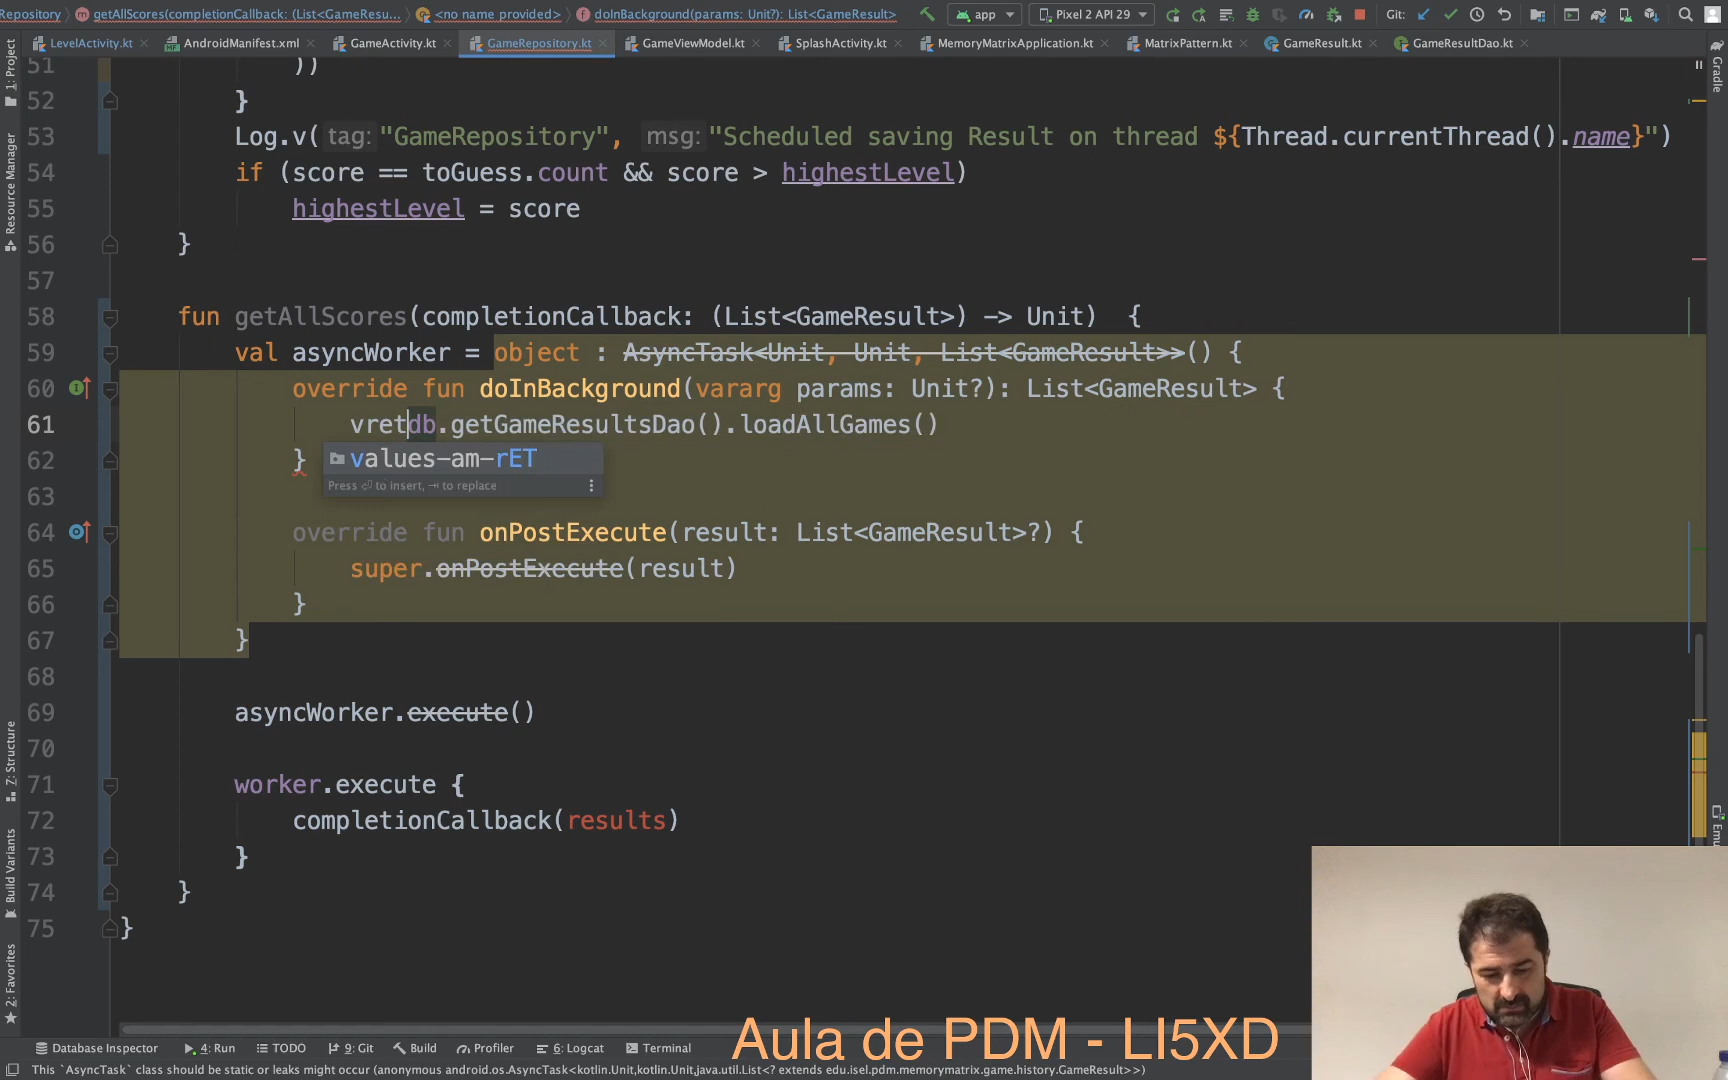 Repository getAllScores(completionCallback: (List<GameResu... <no name provided> doInBackground(params: Unit?): List<GameResult> app Pixel 2 API 29 Git:
LevelActivity.kt AndroidManifest.xml GameActivity.kt GameRepository.kt GameViewModel.kt SplashActivity.kt MemoryMatrixApplication.kt MatrixPattern.kt GameResult.kt GameResultDao.kt
1: Project
Resource Manager
7: Structure
Build Variants
2: Favorites
Gradle
51 ))
52 }
53 Log.v( tag: "GameRepository", msg: "Scheduled saving Result on thread ${Thread.currentThread().name}")
54 if (score == toGuess.count && score > highestLevel)
55 highestLevel = score
56 }
57
58 fun getAllScores(completionCallback: (List<GameResult>) -> Unit) {
59 val asyncWorker = object : AsyncTask<Unit, Unit, List<GameResult>>() {
60 override fun doInBackground(vararg params: Unit?): List<GameResult> {
61 vretdb.getGameResultsDao().loadAllGames()
62 }
values-am-rET
Press ⏎ to insert, ⇥ to replace
63
64 override fun onPostExecute(result: List<GameResult>?) {
65 super.onPostExecute(result)
66 }
67 }
68
69 asyncWorker.execute()
70
71 worker.execute {
72 completionCallback(results)
73 }
74 }
75 }
Aula de PDM - LI5XD
Database Inspector 4: Run TODO 9: Git Build Profiler 6: Logcat Terminal
This `AsyncTask` class should be static or leaks might occur (anonymous android.os.AsyncTask<kotlin.Unit,kotlin.Unit,java.util.List<? extends edu.isel.pdm.memorymatrix.game.history.GameResult>>)